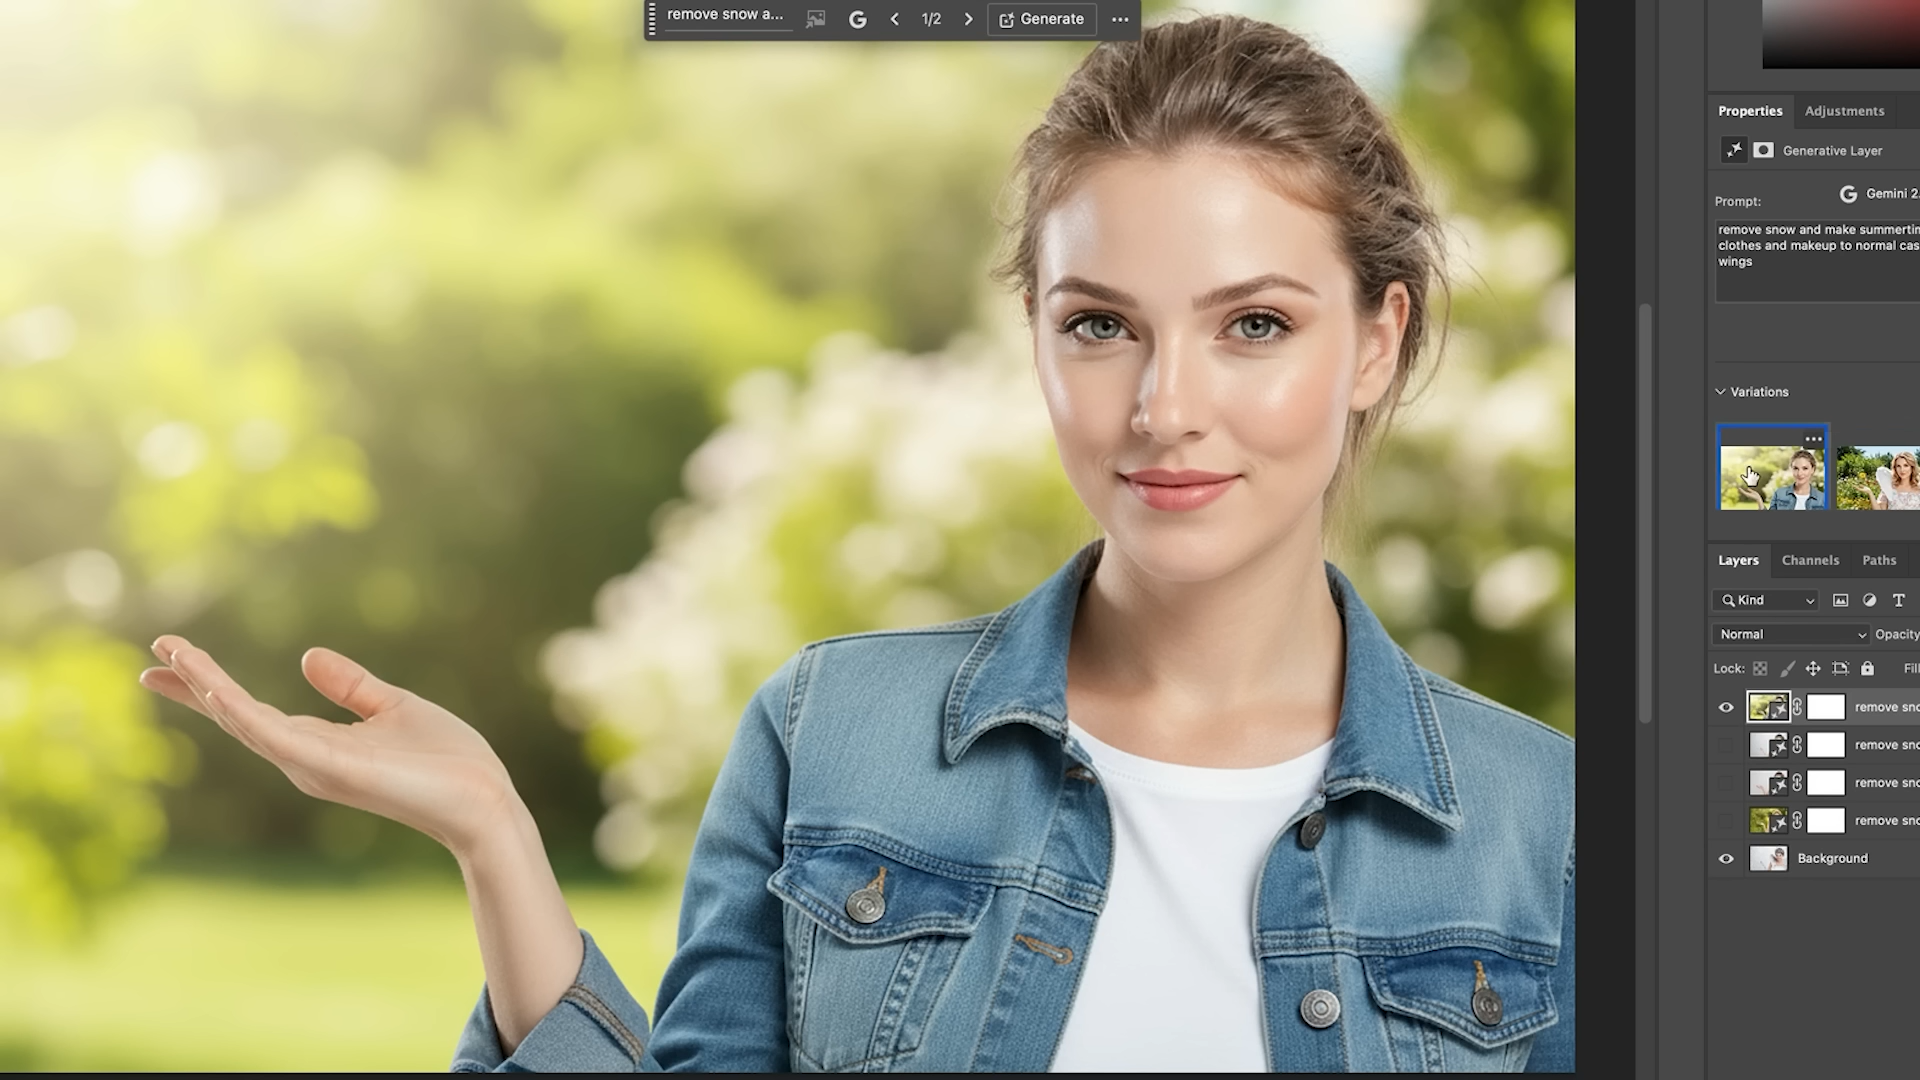 remove snow a...
1/2
Generate
Properties
Adjustments
Generative Layer
Prompt:
Gemini 2.
remove snow and make summertin
clothes and makeup to normal cas
wings
Variations
Layers
Channels
Paths
Kind
Normal
Opacity
Lock:
Fill
remove sno
remove sno
remove sno
remove sno
Background